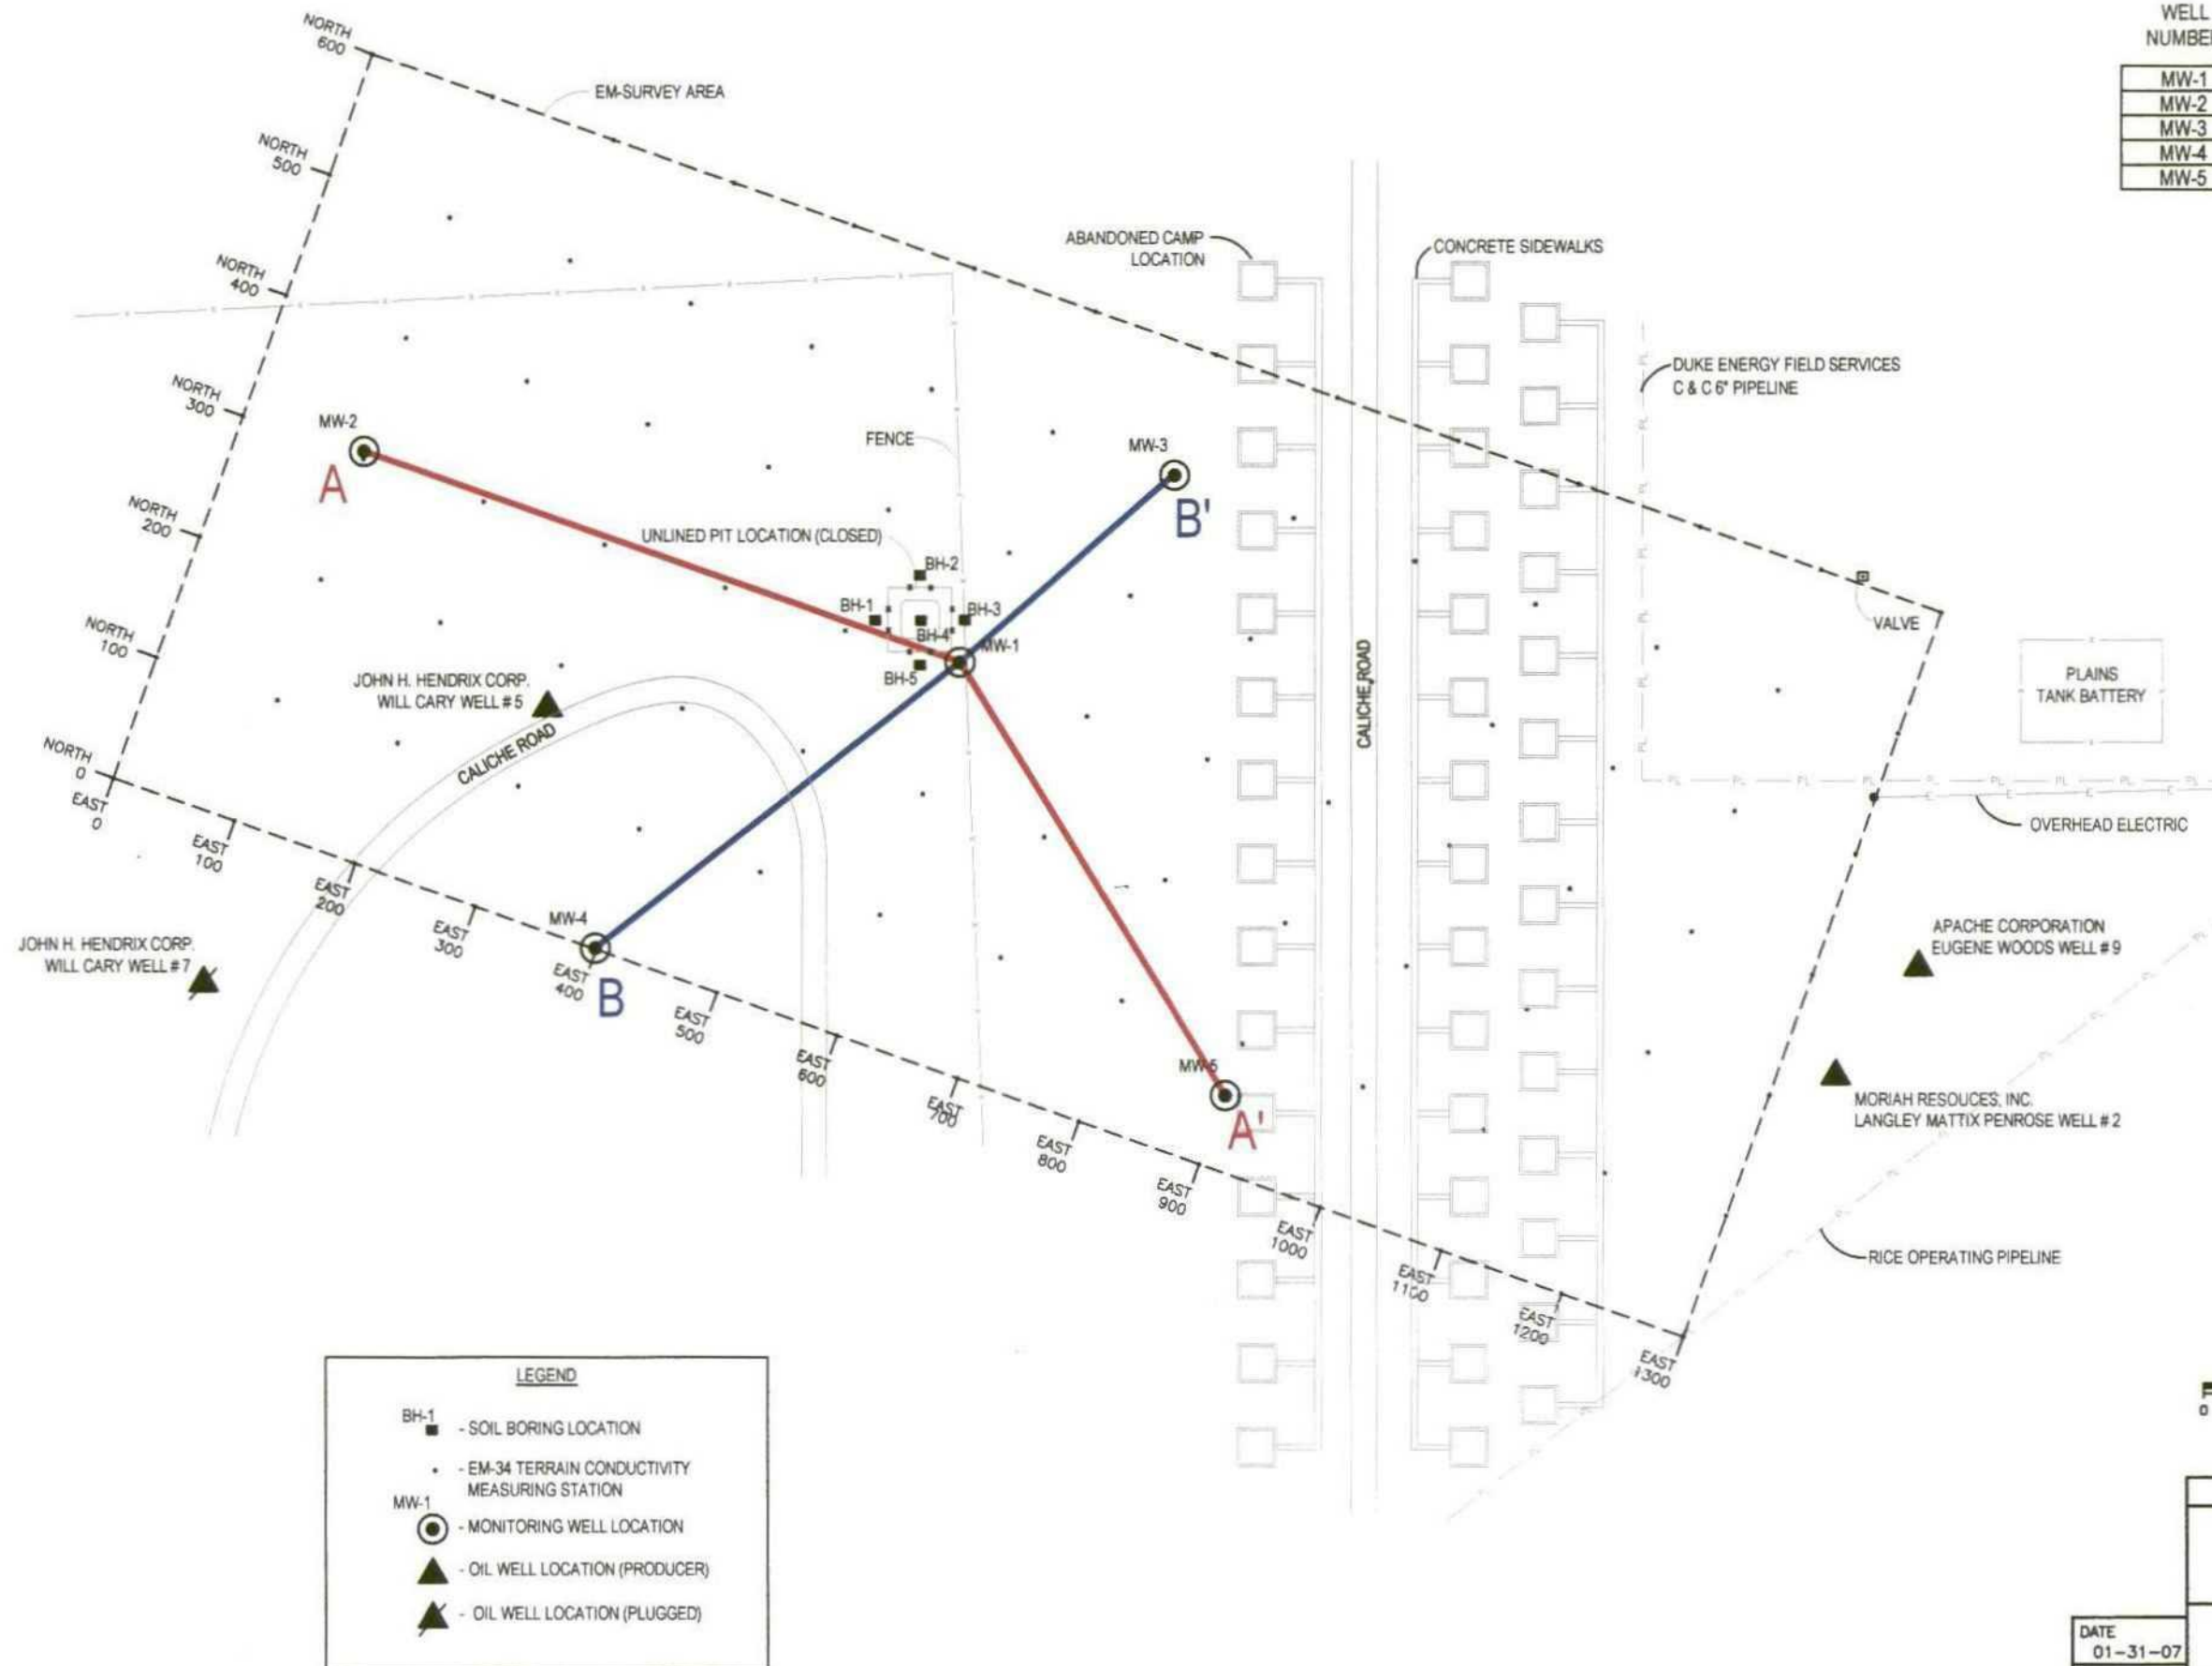 WELL
NUMBER
MW-1
MW-2
MW-3
MW-4
MW-5
NORTH
600
EM-SURVEY AREA
NORTH
500
NORTH
400
NORTH
300
NORTH
200
NORTH
100
NORTH
0
EAST
0
EAST
100
EAST
200
EAST
300
EAST
400
EAST
500
EAST
600
EAST
700
EAST
800
EAST
900
EAST
1000
EAST
1100
EAST
1200
EAST
1300
ABANDONED CAMP
LOCATION
CONCRETE SIDEWALKS
DUKE ENERGY FIELD SERVICES
C & C 6" PIPELINE
MW-2
A
FENCE
MW-3
B'
UNLINED PIT LOCATION (CLOSED)
BH-2
BH-1
BH-3
BH-4
MW-1
BH-5
JOHN H. HENDRIX CORP.
WILL CARY WELL # 5
CALICHE ROAD
CALICHE ROAD
VALVE
PLAINS
TANK BATTERY
OVERHEAD ELECTRIC
MW-4
B
JOHN H. HENDRIX CORP.
WILL CARY WELL # 7
APACHE CORPORATION
EUGENE WOODS WELL # 9
MW-5
A'
MORIAH RESOUCES, INC.
LANGLEY MATTIX PENROSE WELL # 2
RICE OPERATING PIPELINE
LEGEND
BH-1
- SOIL BORING LOCATION
- EM-34 TERRAIN CONDUCTIVITY
MEASURING STATION
MW-1
- MONITORING WELL LOCATION
- OIL WELL LOCATION (PRODUCER)
- OIL WELL LOCATION (PLUGGED)
0
DATE
01-31-07